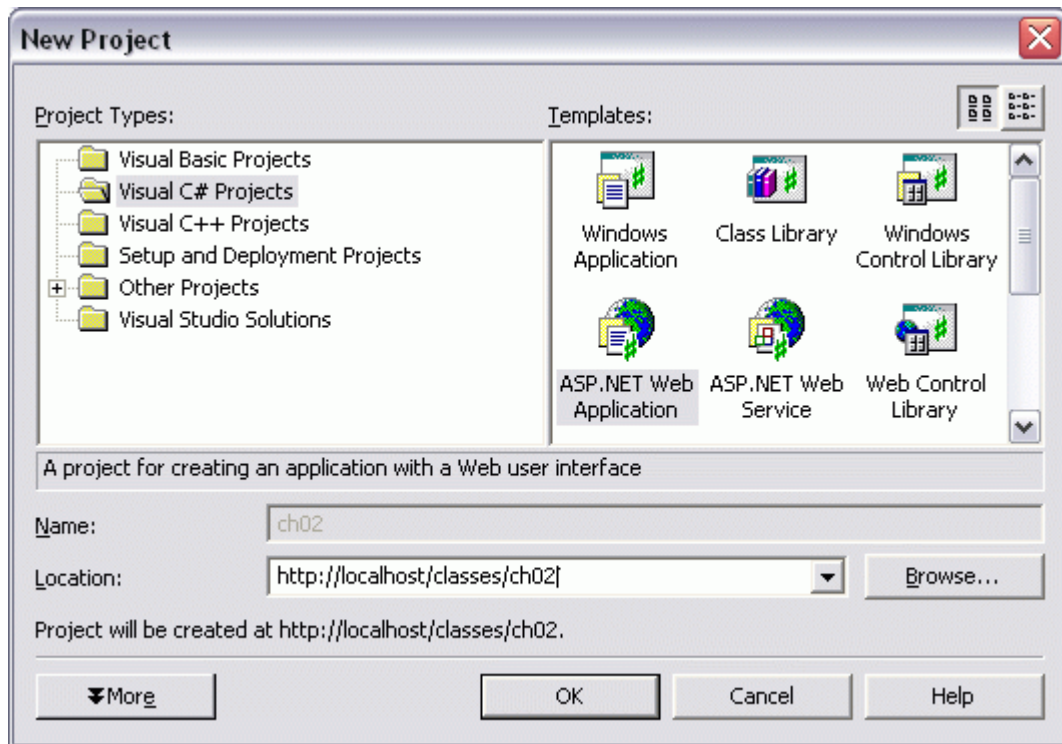 New Project
Project Types:
Templates:
Visual Basic Projects
Visual C# Projects
Visual C++ Projects
Setup and Deployment Projects
Other Projects
Visual Studio Solutions
Windows
Application
Class Library
Windows
Control Library
ASP.NET Web
Application
ASP.NET Web
Service
Web Control
Library
A project for creating an application with a Web user interface
Name:
ch02
Location:
http://localhost/classes/ch02
Browse...
Project will be created at http://localhost/classes/ch02.
More
OK
Cancel
Help